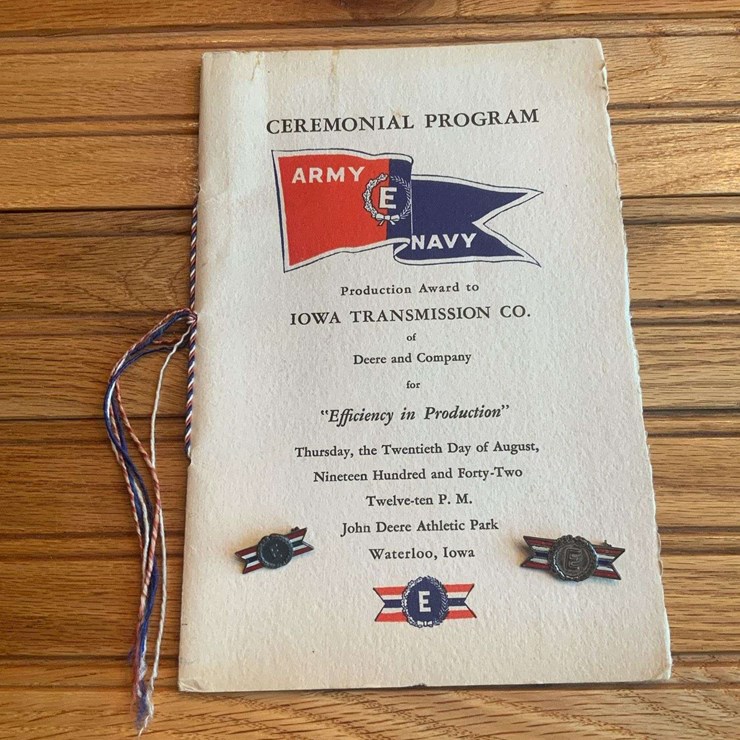 CEREMONIAL PROGRAM
ARMY
E
NAVY
Production Award to
IOWA TRANSMISSION CO.
of
Deere and Company
for
"Efficiency in Production"
Thursday, the Twentieth Day of August,
Nineteen Hundred and Forty-Two
Twelve-ten P. M.
John Deere Athletic Park
Waterloo, Iowa
E
E